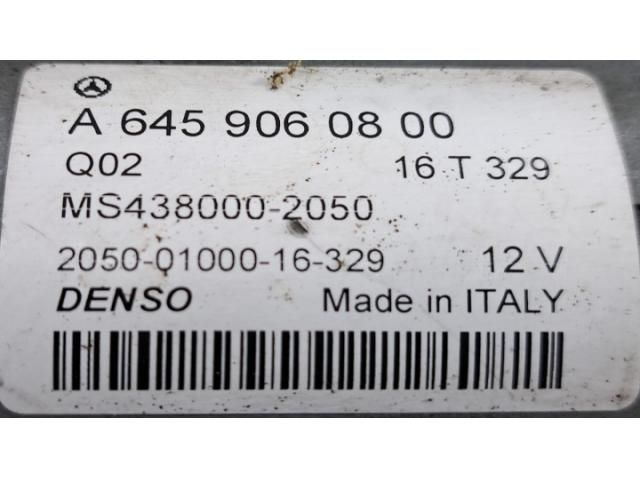 A 645 906 08 00
Q02 16 T 329
MS438000-2050
2050-01000-16-329 12 V
DENSO Made in ITALY